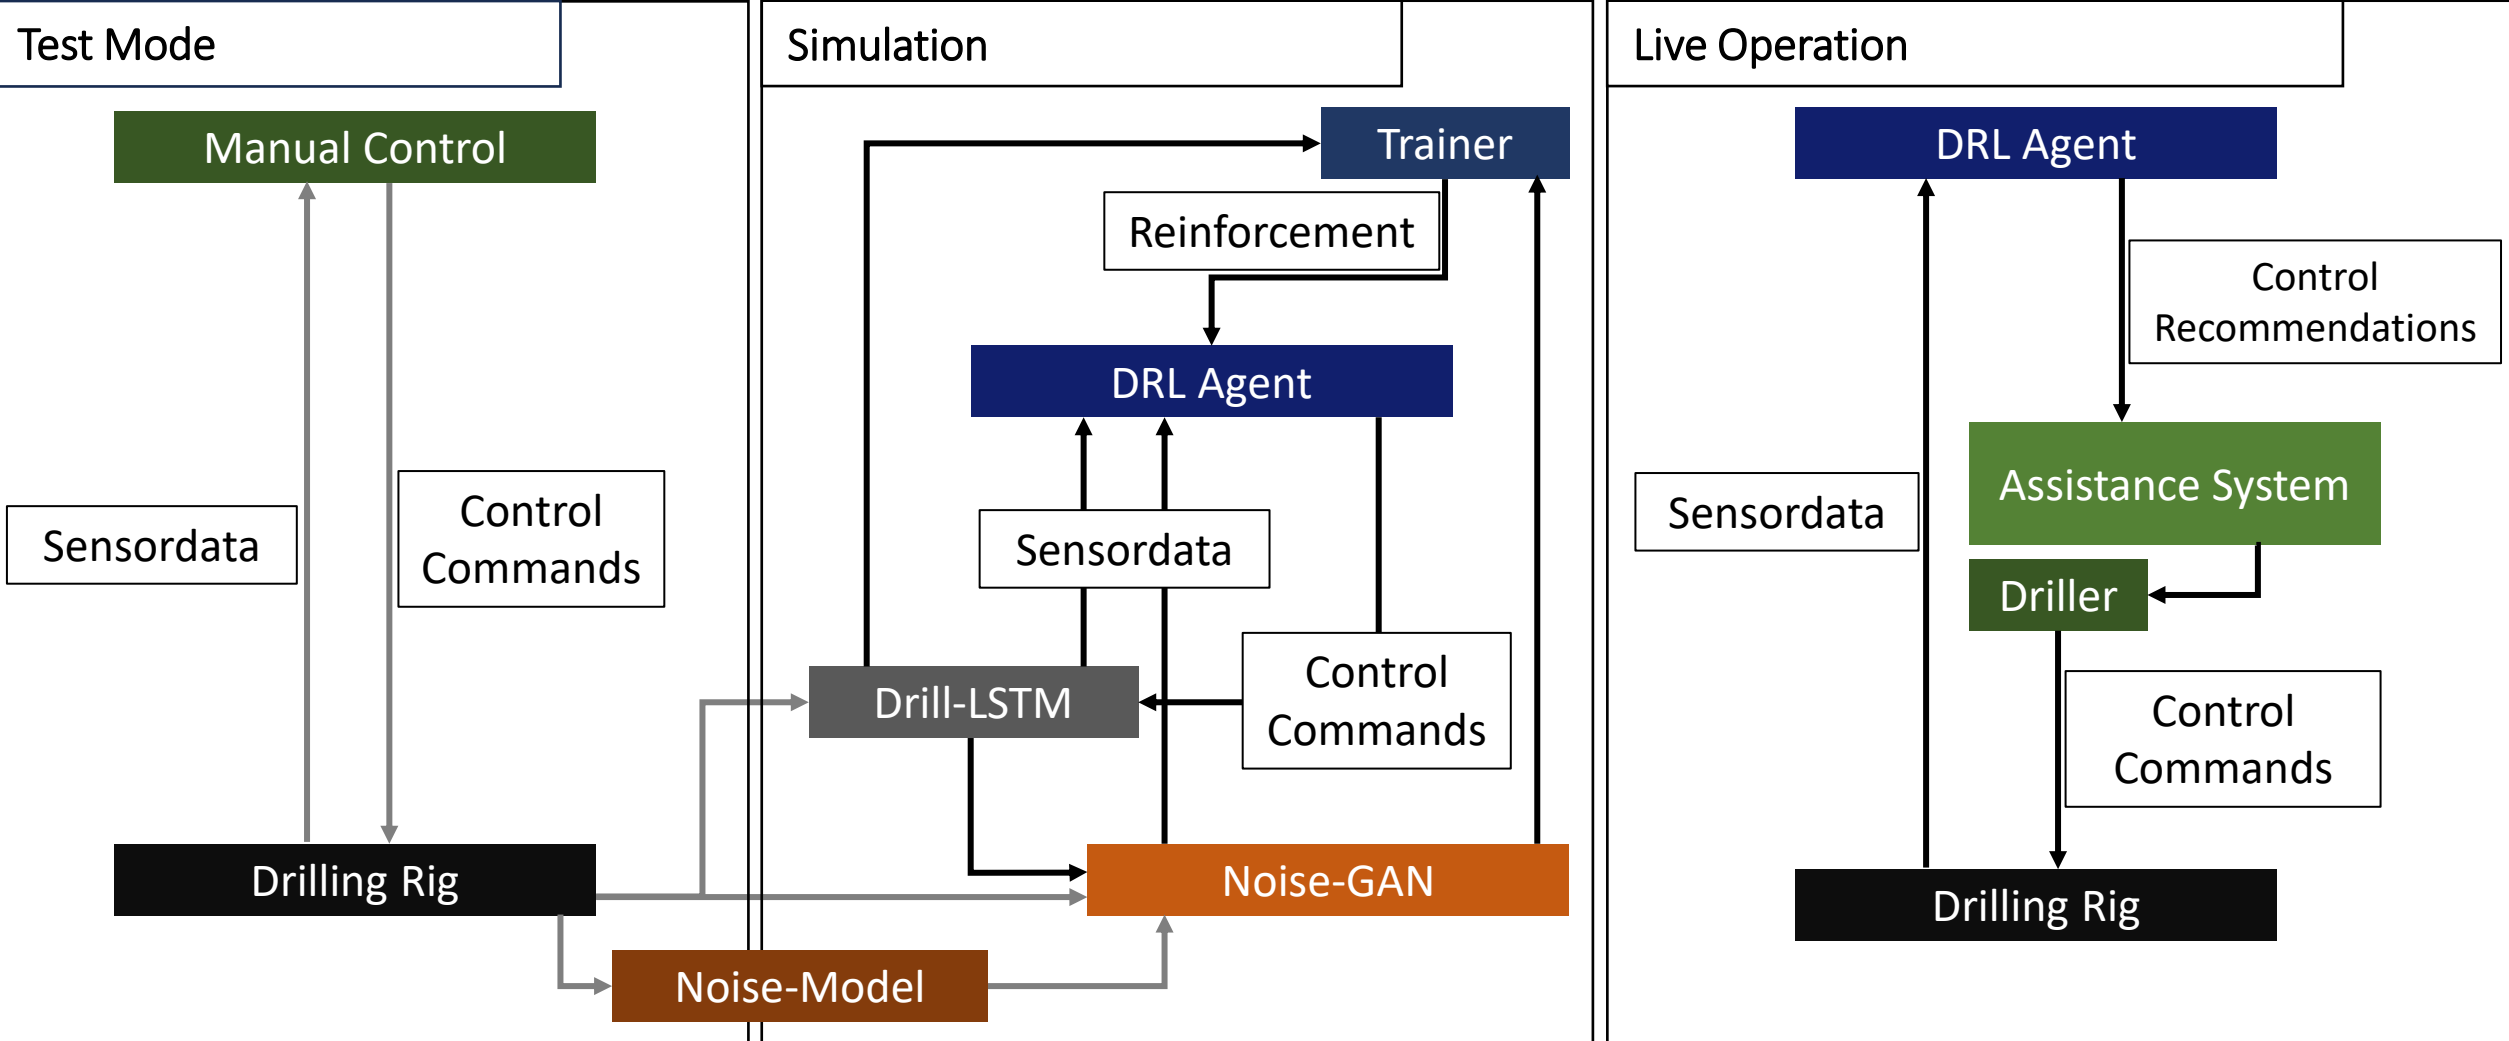 Test Mode
Manual Control
Sensordata
Control
Commands
Drilling Rig
Noise-Model
Simulation
Trainer
Reinforcement
DRL Agent
Sensordata
Drill-LSTM
Control
Commands
Noise-GAN
Live Operation
DRL Agent
Control
Recommendations
Sensordata
Assistance System
Driller
Control
Commands
Drilling Rig